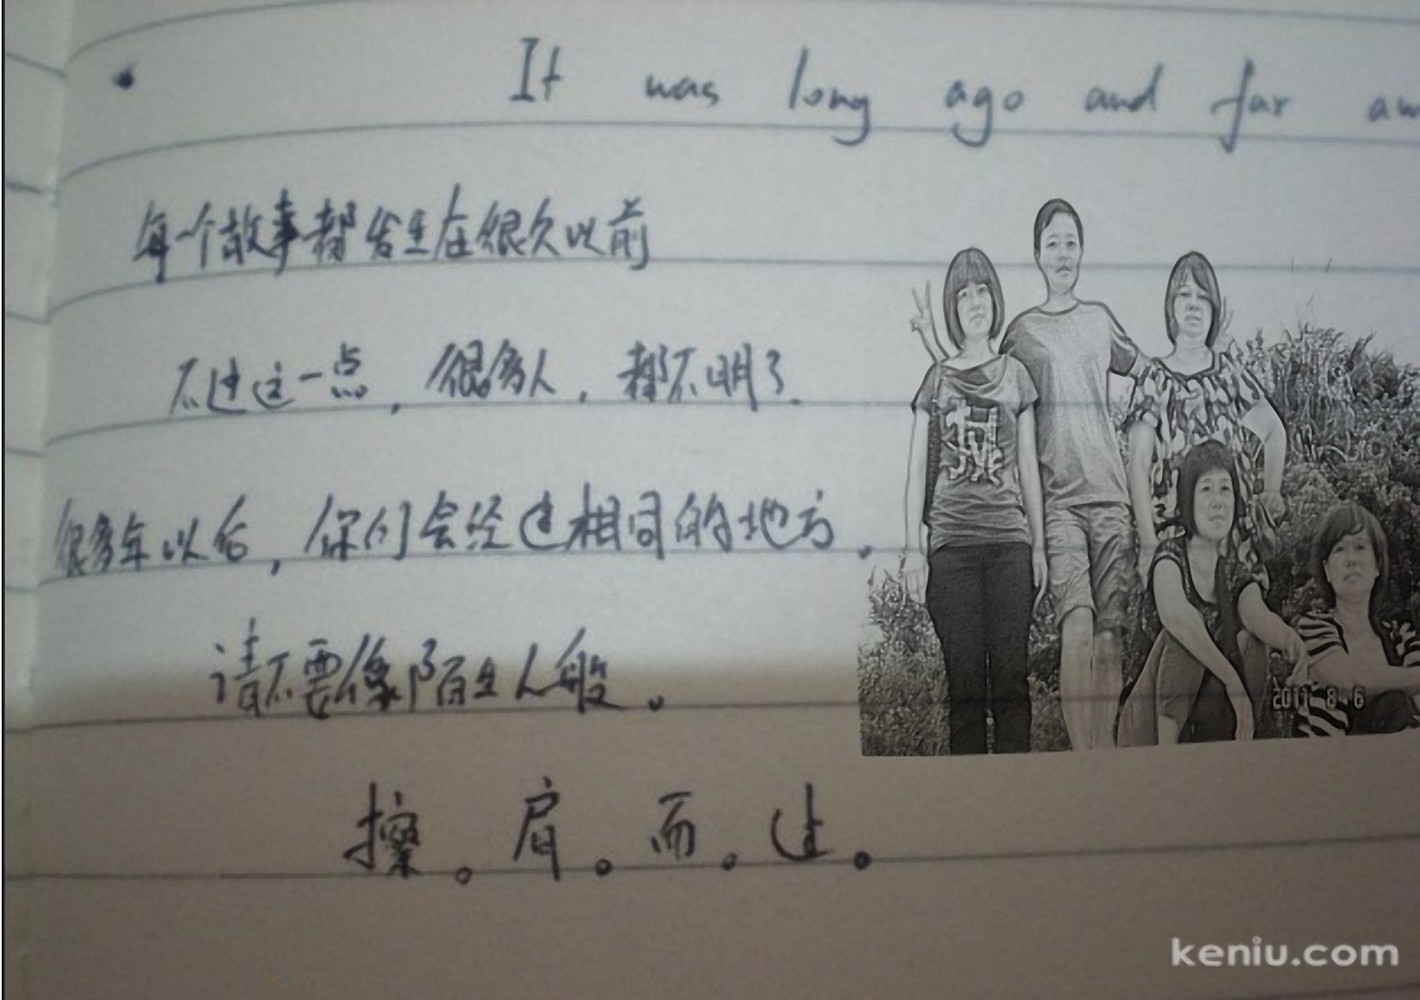 It was long ago and far aw
每一个故事都发生在很久以前
不过这一点，很多人，都不明了.
很多年以后，你们会经过相同的地方.
请不要像陌生人般。
擦。肩。而。过。
2011 8 6
keniu.com